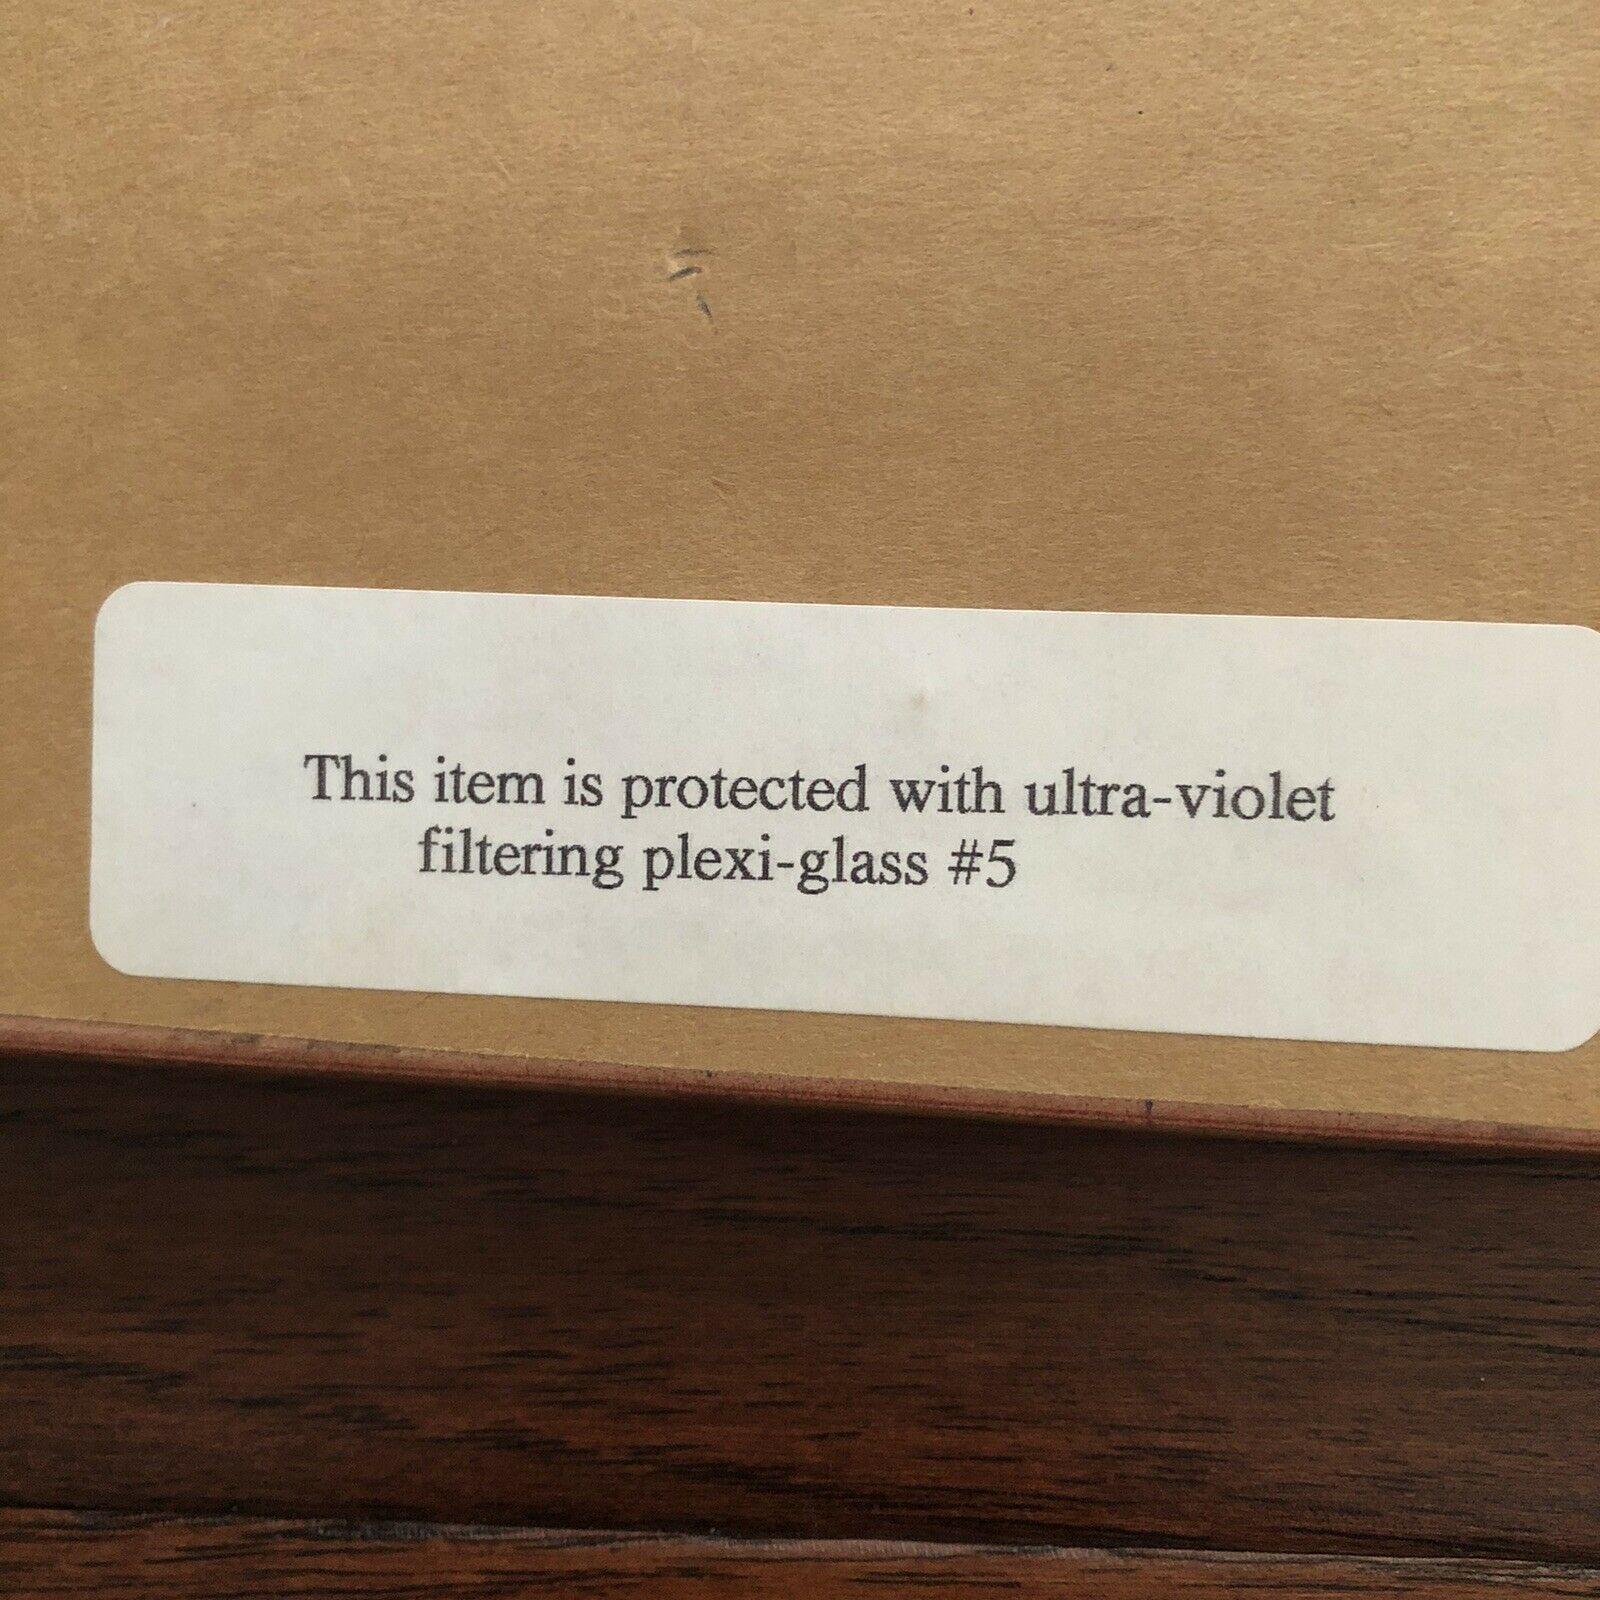 This item is protected with ultra-violet
filtering plexi-glass #5